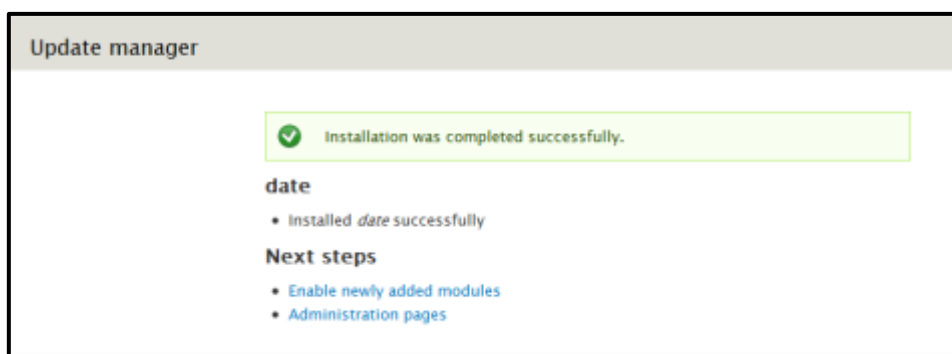 Update manager
Installation was completed successfully.
date
• Installed date successfully
Next steps
• Enable newly added modules
• Administration pages